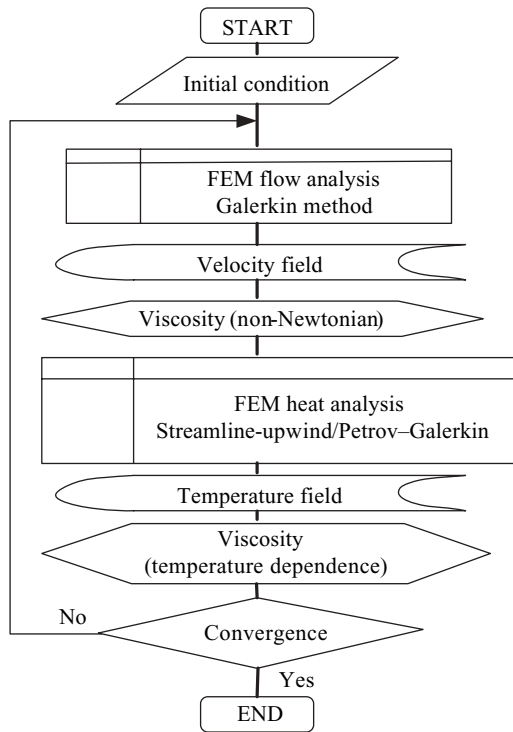 START
Initial condition
FEM flow analysis
Galerkin method
Velocity field
Viscosity (non-Newtonian)
FEM heat analysis
Streamline-upwind/Petrov–Galerkin
Temperature field
Viscosity
(temperature dependence)
No
Convergence
Yes
END